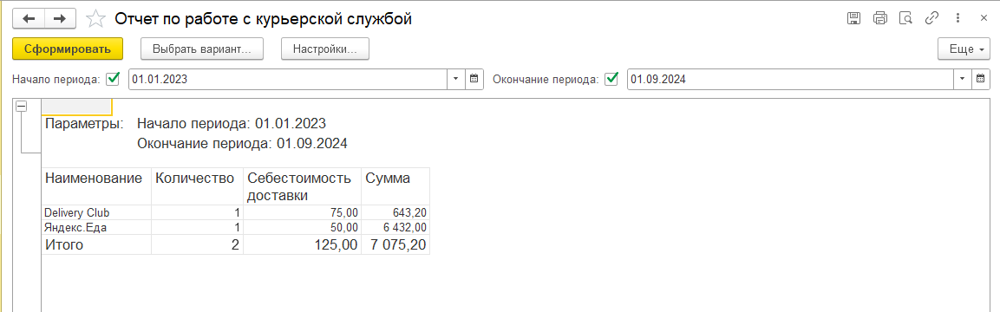 Отчет по работе с курьерской службой
Сформировать Выбрать вариант... Настройки... Еще
Начало периода: 01.01.2023 Окончание периода: 01.09.2024
Параметры: Начало периода: 01.01.2023
Окончание периода: 01.09.2024
Наименование Количество Себестоимость доставки Сумма
Delivery Club 1 75,00 643,20
Яндекс.Еда 1 50,00 6 432,00
Итого 2 125,00 7 075,20